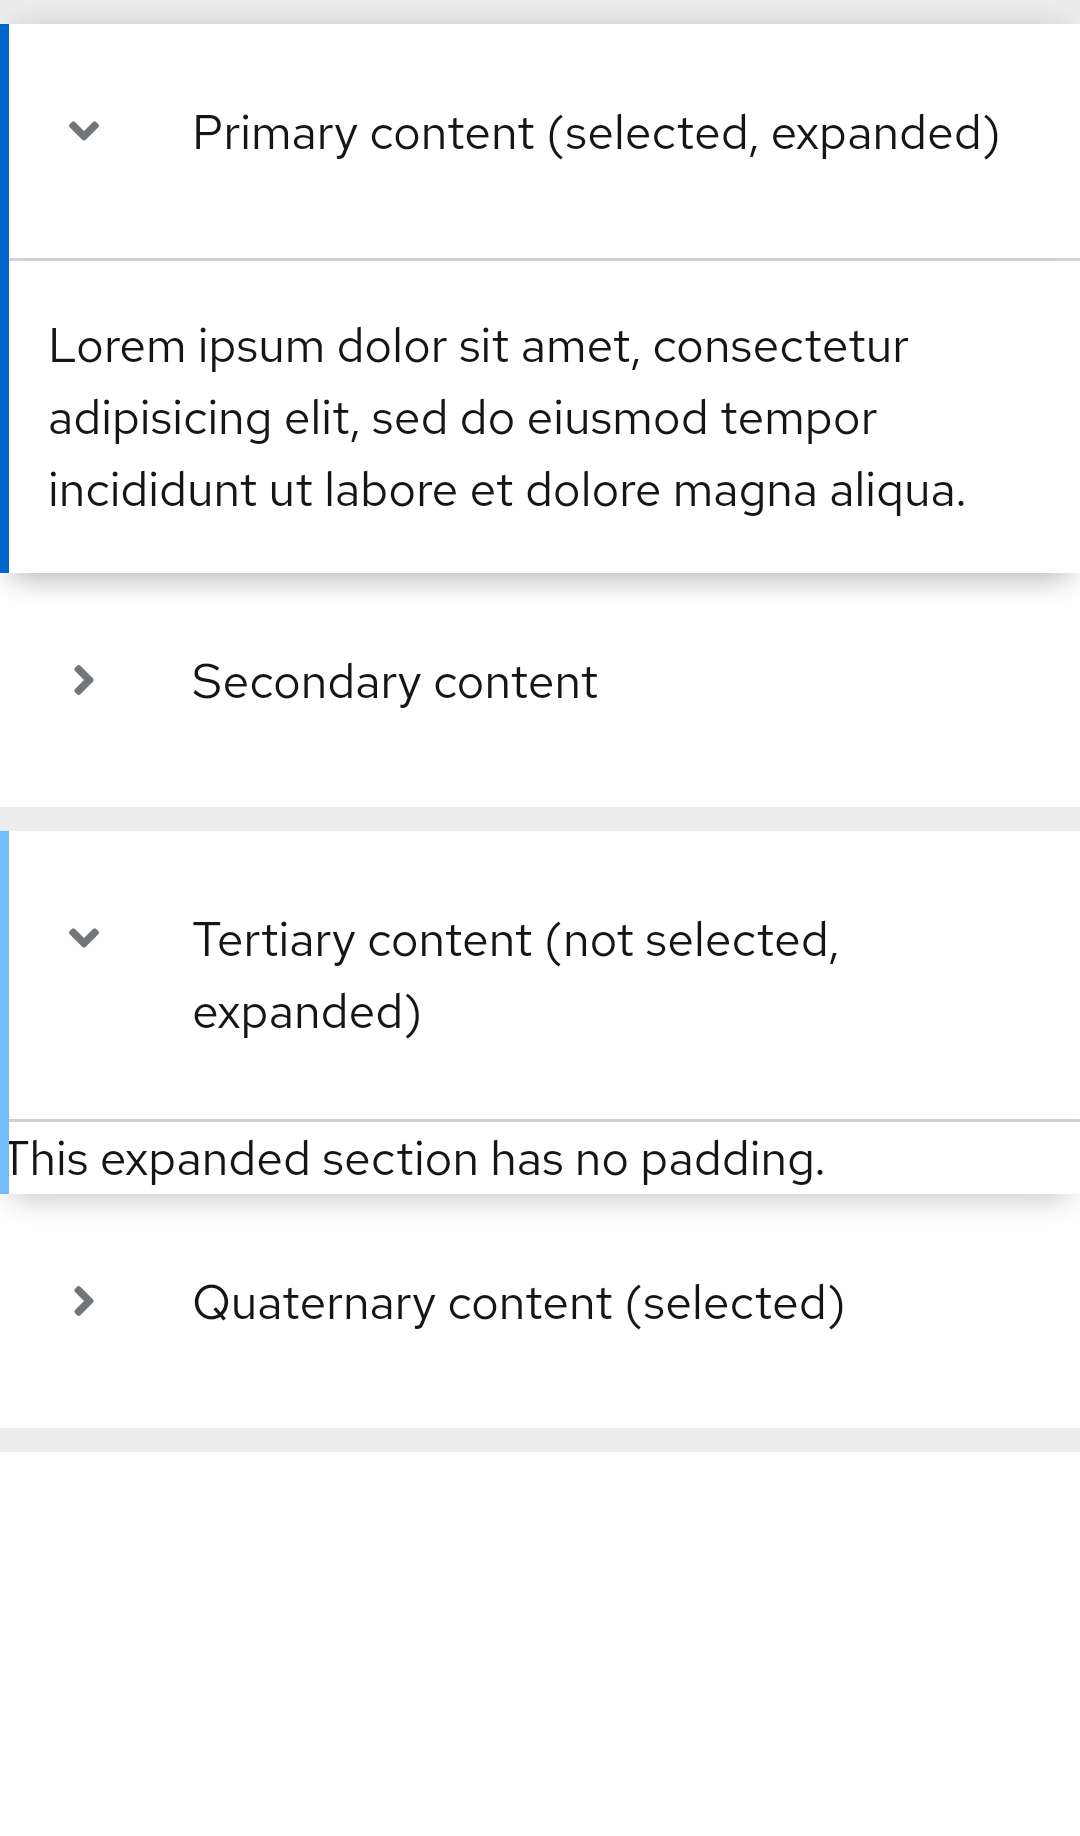 Primary content (selected, expanded)
Lorem ipsum dolor sit amet, consectetur
adipisicing elit, sed do eiusmod tempor
incididunt ut labore et dolore magna aliqua.
Secondary content
Tertiary content (not selected,
expanded)
This expanded section has no padding.
Quaternary content (selected)